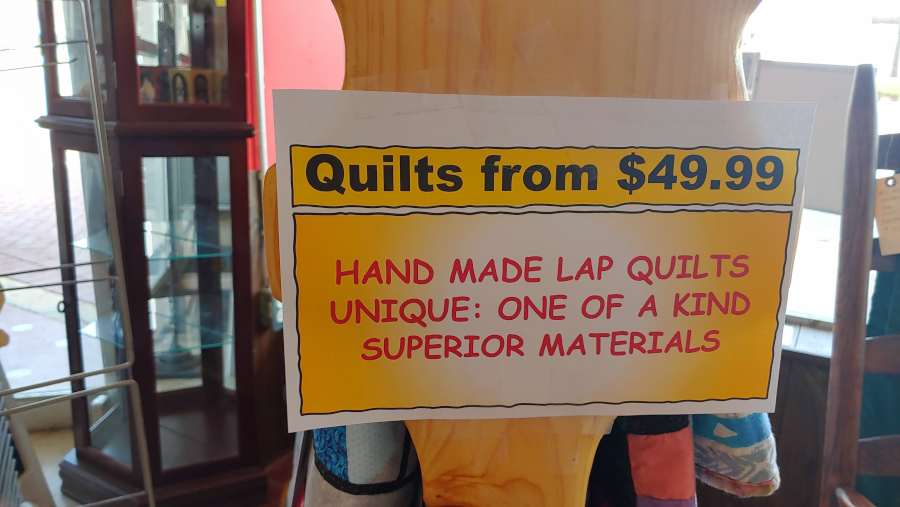 Quilts from $49.99
HAND MADE LAP QUILTS
UNIQUE: ONE OF A KIND
SUPERIOR MATERIALS